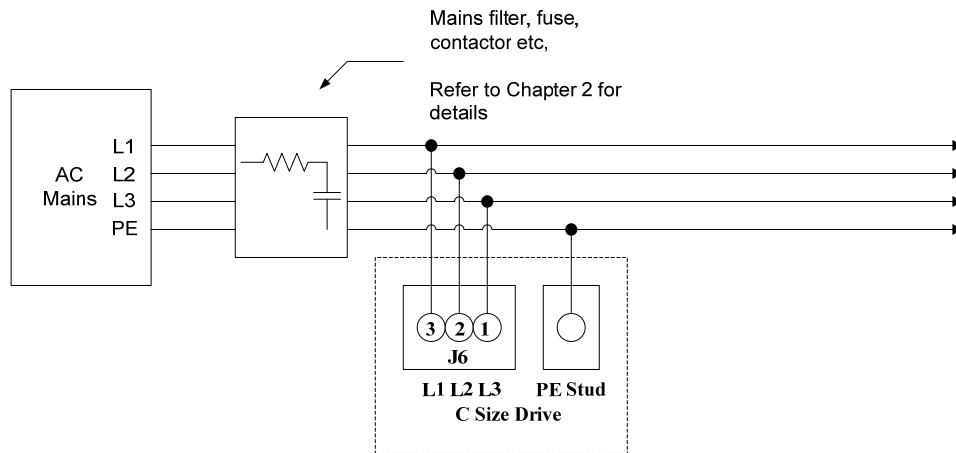 Mains filter, fuse,
contactor etc,
Refer to Chapter 2 for
details
AC
Mains
L1
L2
L3
PE
3 2 1
J6
L1 L2 L3
PE Stud
C Size Drive